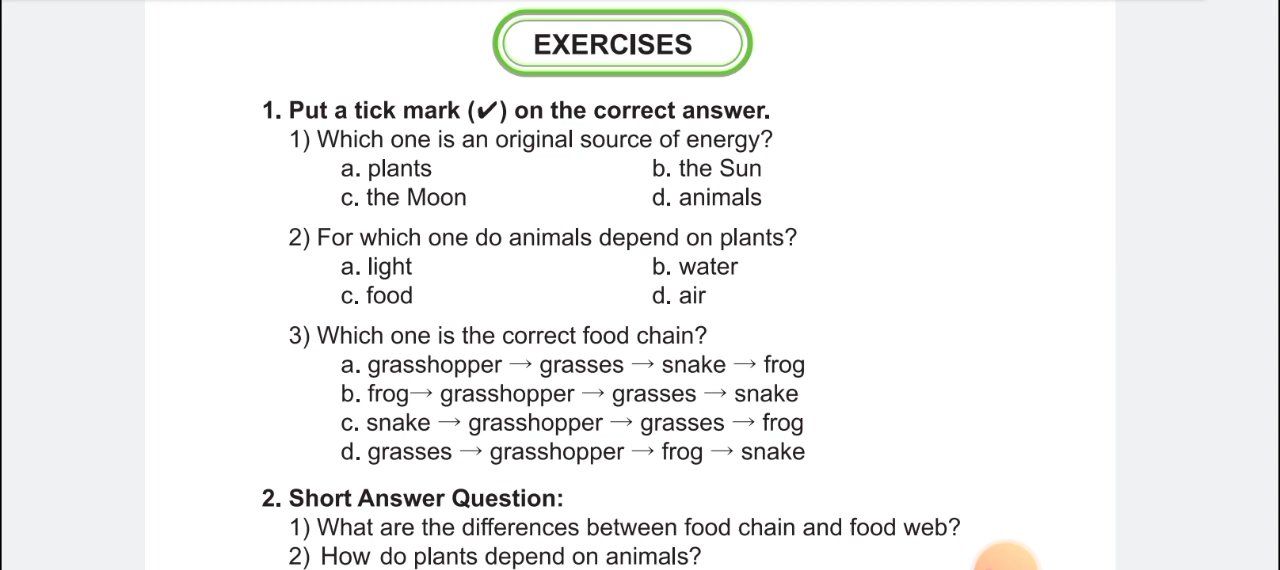 EXERCISES
1. Put a tick mark (✔) on the correct answer.
1) Which one is an original source of energy?
a. plants b. the Sun
c. the Moon d. animals
2) For which one do animals depend on plants?
a. light b. water
c. food d. air
3) Which one is the correct food chain?
a. grasshopper → grasses → snake → frog
b. frog→ grasshopper → grasses → snake
c. snake → grasshopper → grasses → frog
d. grasses → grasshopper → frog → snake
2. Short Answer Question:
1) What are the differences between food chain and food web?
2) How do plants depend on animals?